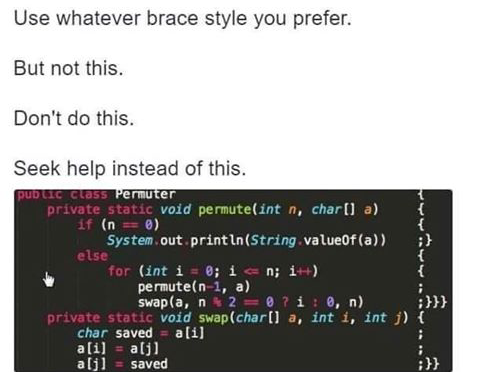 Use whatever brace style you prefer.
But not this.
Don't do this.
Seek help instead of this.
public class Permuter {
private static void permute(int n, char[] a) {
if (n == 0) {
System.out.println(String.valueOf(a)) ;}
else {
for (int i = 0; i <= n; i++) {
permute(n-1, a) ;
swap(a, n % 2 == 0 ? i : 0, n) ;}}}
private static void swap(char[] a, int i, int j) {
char saved = a[i] ;
a[i] = a[j] ;
a[j] = saved ;}}